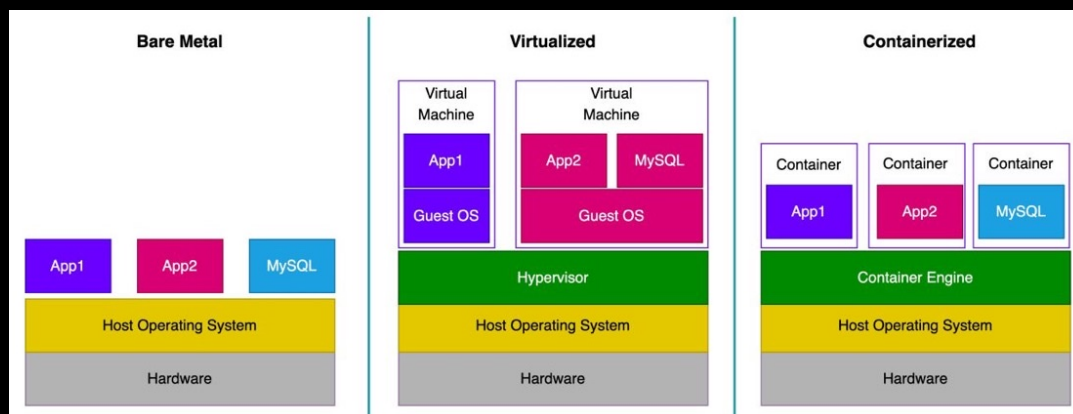 Bare Metal
App1
App2
MySQL
Host Operating System
Hardware
Virtualized
Virtual
Machine
App1
Guest OS
Virtual
Machine
App2
MySQL
Guest OS
Hypervisor
Host Operating System
Hardware
Containerized
Container
App1
Container
App2
Container
MySQL
Container Engine
Host Operating System
Hardware